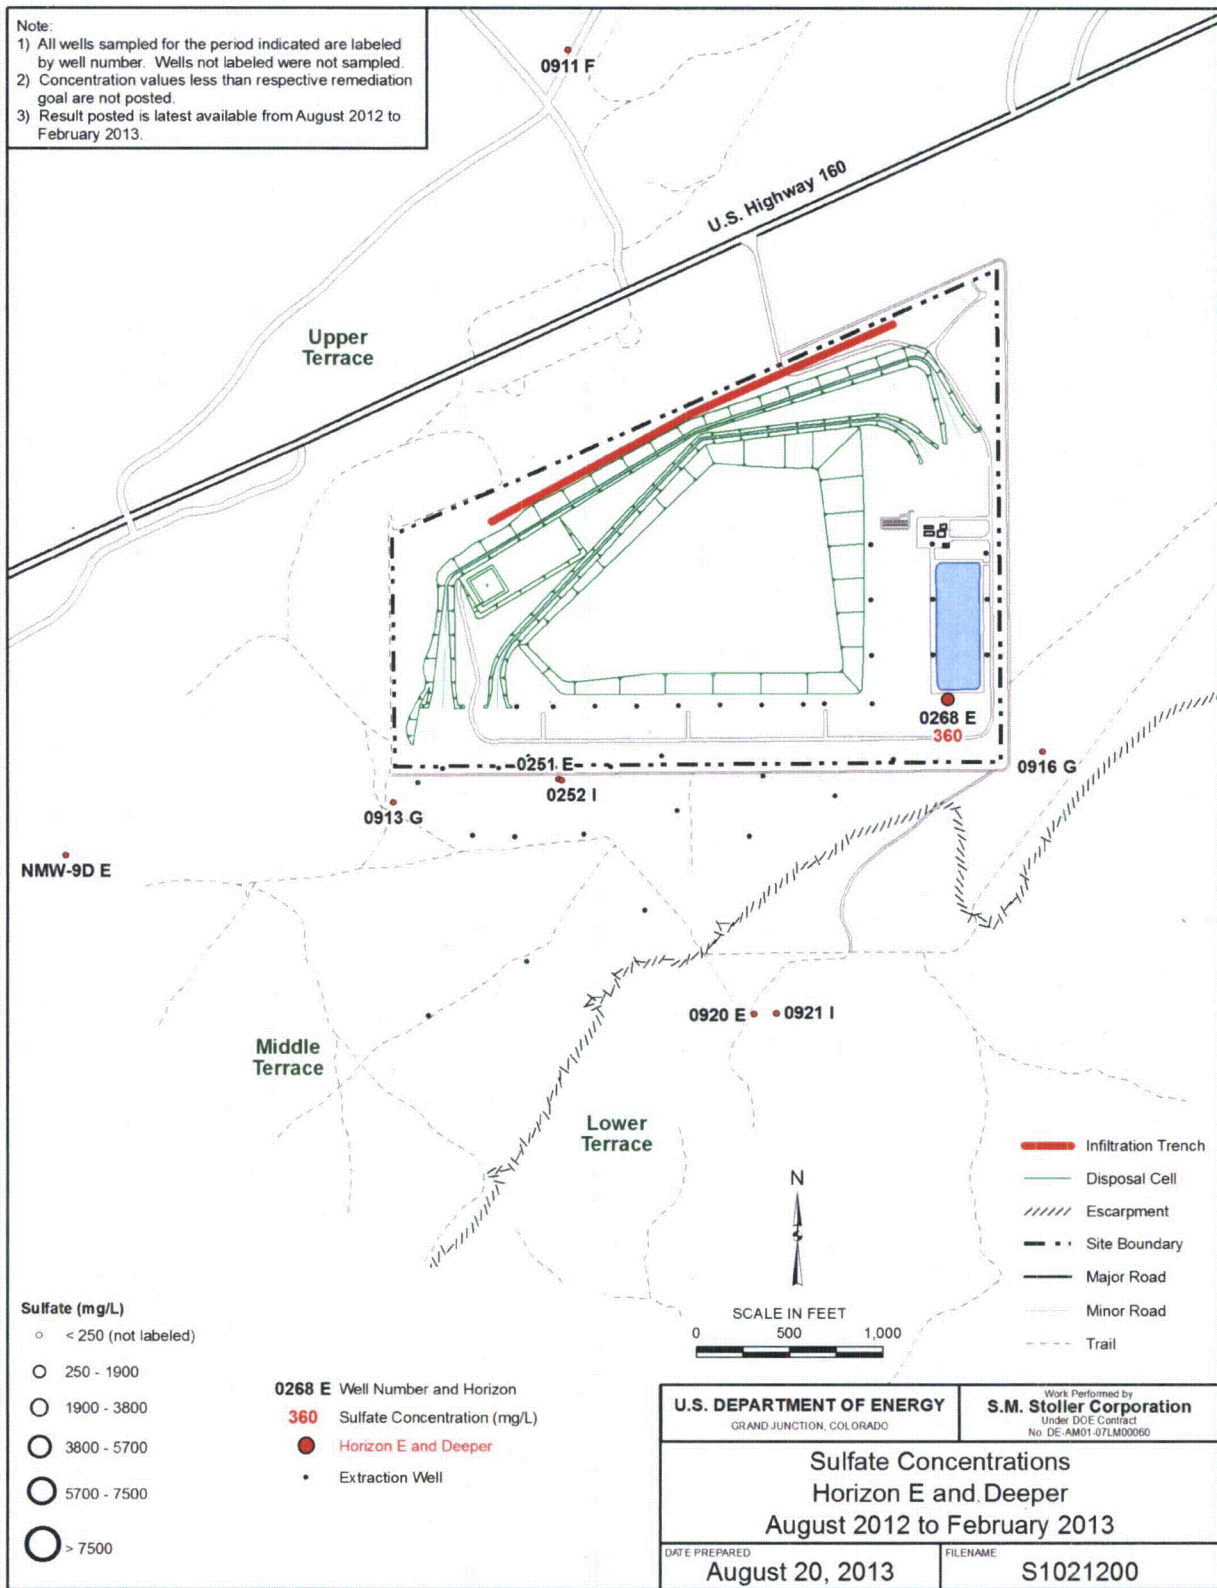 Note:
1) All wells sampled for the period indicated are labeled
by well number. Wells not labeled were not sampled.
2) Concentration values less than respective remediation
goal are not posted.
3) Result posted is latest available from August 2012 to
February 2013.
0911 F
U.S. Highway 160
Upper
Terrace
0268 E
360
0251 E
0252 I
0916 G
0913 G
NMW-9D E
0920 E
0921 I
Middle
Terrace
Lower
Terrace
N
SCALE IN FEET
0 500 1,000
Infiltration Trench
Disposal Cell
Escarpment
Site Boundary
Major Road
Minor Road
Trail
Sulfate (mg/L)
< 250 (not labeled)
250 - 1900
1900 - 3800
3800 - 5700
5700 - 7500
> 7500
0268 E Well Number and Horizon
360 Sulfate Concentration (mg/L)
Horizon E and Deeper
Extraction Well
U.S. DEPARTMENT OF ENERGY
GRAND JUNCTION, COLORADO
Work Performed by
S.M. Stoller Corporation
Under DOE Contract
No. DE-AM01-07LM00060
Sulfate Concentrations
Horizon E and Deeper
August 2012 to February 2013
DATE PREPARED
August 20, 2013
FILENAME
S1021200